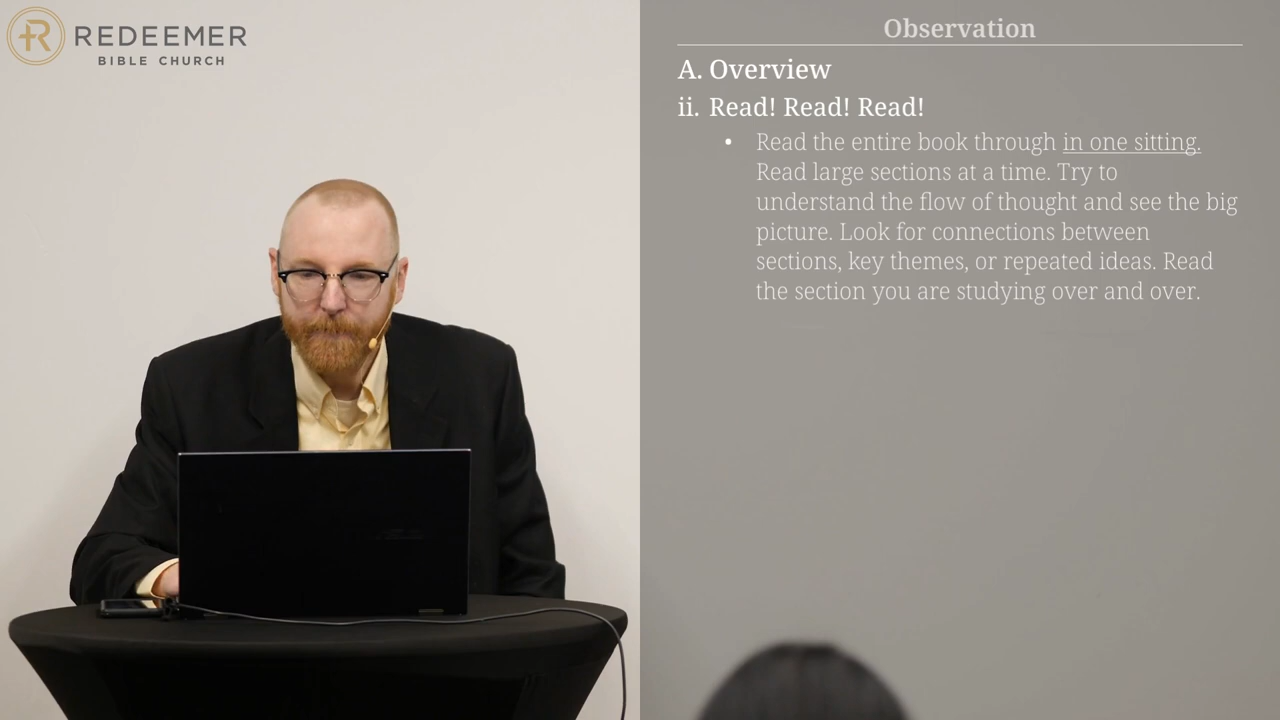 REDEEMER
BIBLE CHURCH
Observation
A. Overview
ii. Read! Read! Read!
• Read the entire book through in one sitting.
Read large sections at a time. Try to
understand the flow of thought and see the big
picture. Look for connections between
sections, key themes, or repeated ideas. Read
the section you are studying over and over.